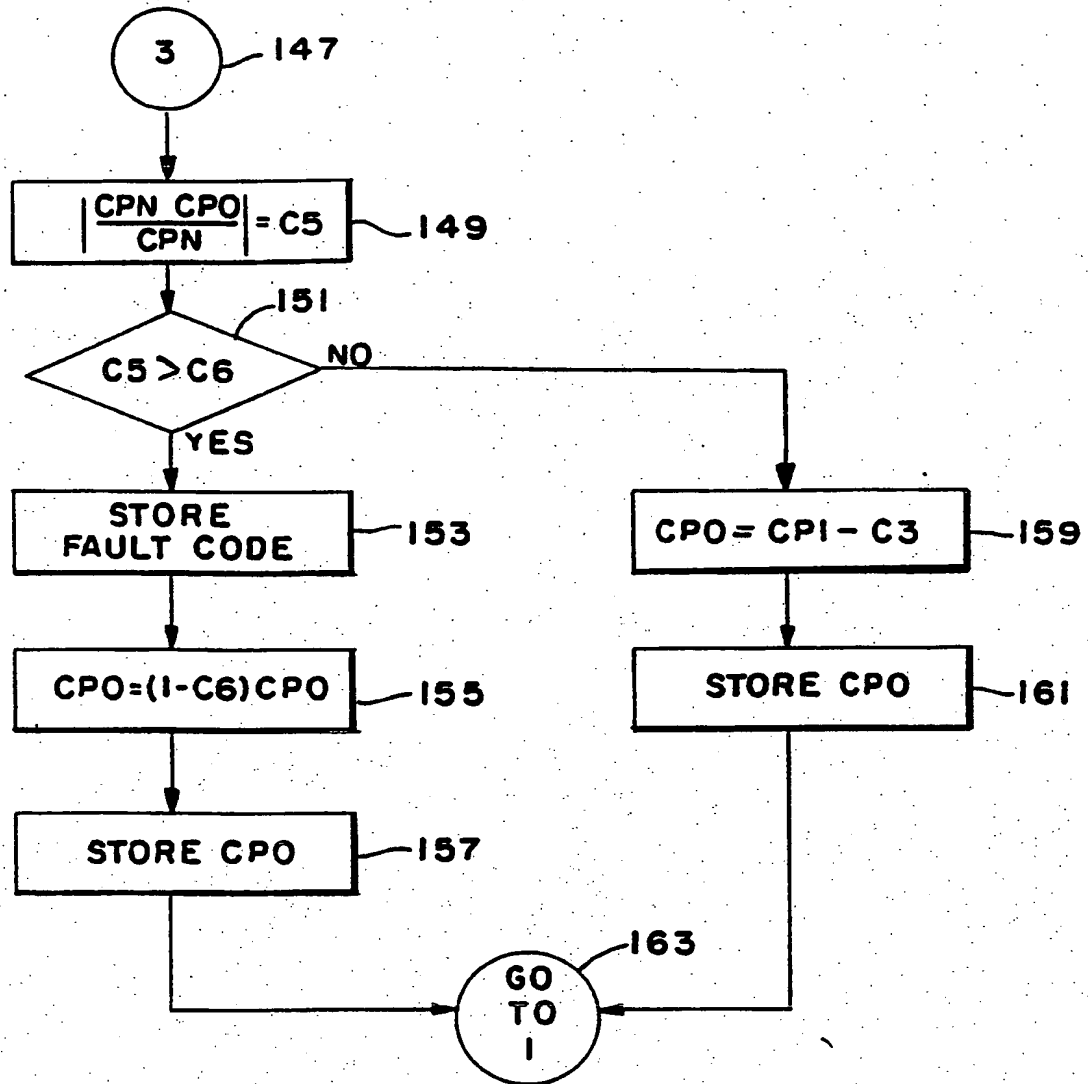 3
147
| CPN CPO / CPN | = C5
149
151
C5 > C6
NO
YES
STORE
FAULT CODE
153
CPO = CP1 - C3
159
CPO=(1-C6)CPO
155
STORE CPO
161
STORE CPO
157
163
GO
TO
1